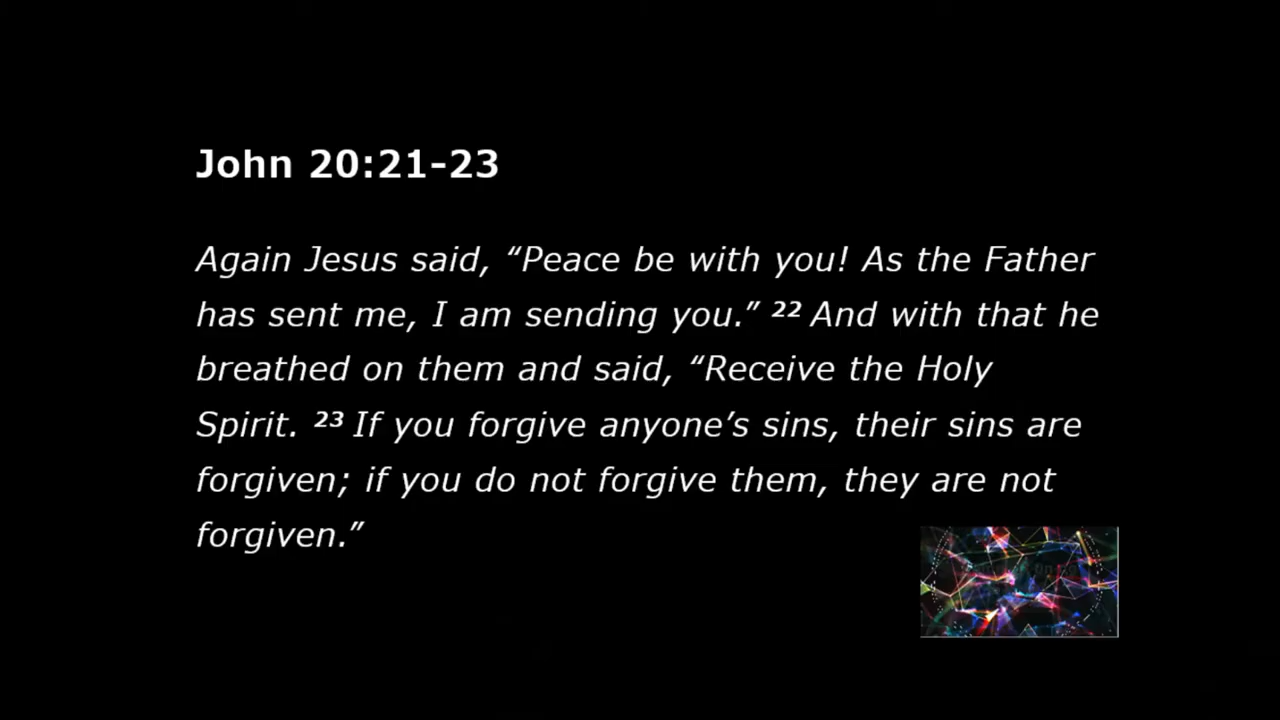 John 20:21-23
Again Jesus said, “Peace be with you! As the Father
has sent me, I am sending you.” ²² And with that he
breathed on them and said, “Receive the Holy
Spirit. ²³ If you forgive anyone’s sins, their sins are
forgiven; if you do not forgive them, they are not
forgiven.”